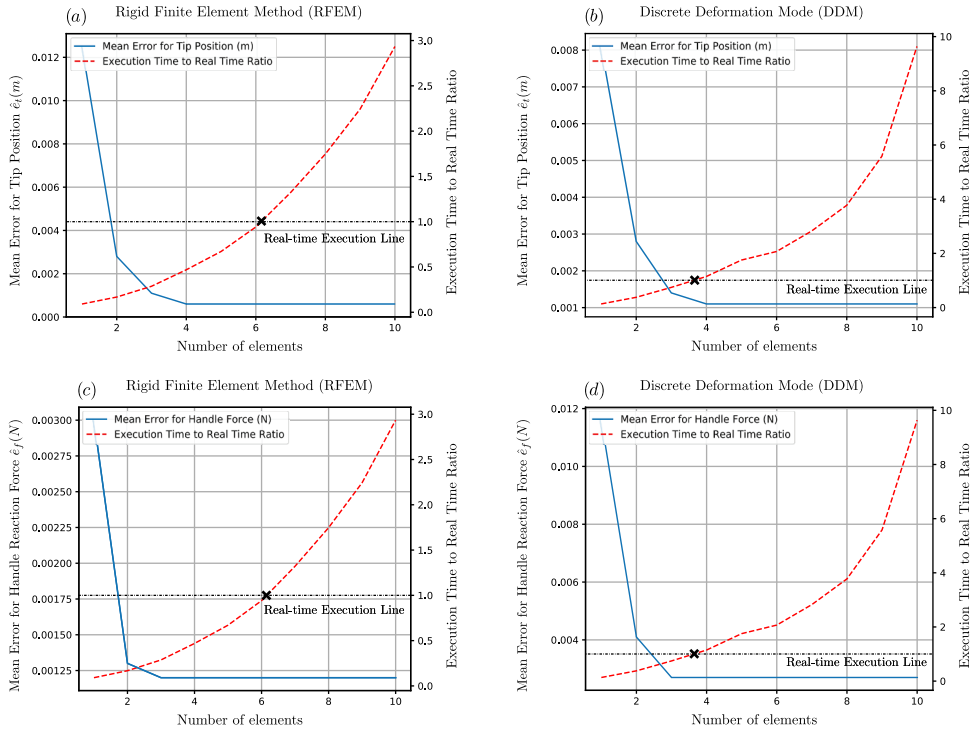 (a)
Rigid Finite Element Method (RFEM)
Mean Error for Tip Position (m)
Execution Time to Real Time Ratio
Mean Error for Tip Position ê_t(m)
0.012
0.010
0.008
0.006
0.004
0.002
0.000
3.0
2.5
2.0
1.5
1.0
0.5
0.0
Execution Time to Real Time Ratio
Real-time Execution Line
2 4 6 8 10
Number of elements
(b)
Discrete Deformation Mode (DDM)
Mean Error for Tip Position (m)
Execution Time to Real Time Ratio
Mean Error for Tip Position ê_t(m)
0.008
0.007
0.006
0.005
0.004
0.003
0.002
0.001
10
8
6
4
2
0
Execution Time to Real Time Ratio
Real-time Execution Line
2 4 6 8 10
Number of elements
(c)
Rigid Finite Element Method (RFEM)
Mean Error for Handle Force (N)
Execution Time to Real Time Ratio
Mean Error for Handle Reaction Force ê_f(N)
0.00300
0.00275
0.00250
0.00225
0.00200
0.00175
0.00150
0.00125
3.0
2.5
2.0
1.5
1.0
0.5
0.0
Execution Time to Real Time Ratio
Real-time Execution Line
2 4 6 8 10
Number of elements
(d)
Discrete Deformation Mode (DDM)
Mean Error for Handle Force (N)
Execution Time to Real Time Ratio
Mean Error for Handle Reaction Force ê_f(N)
0.012
0.010
0.008
0.006
0.004
10
8
6
4
2
0
Execution Time to Real Time Ratio
Real-time Execution Line
2 4 6 8 10
Number of elements